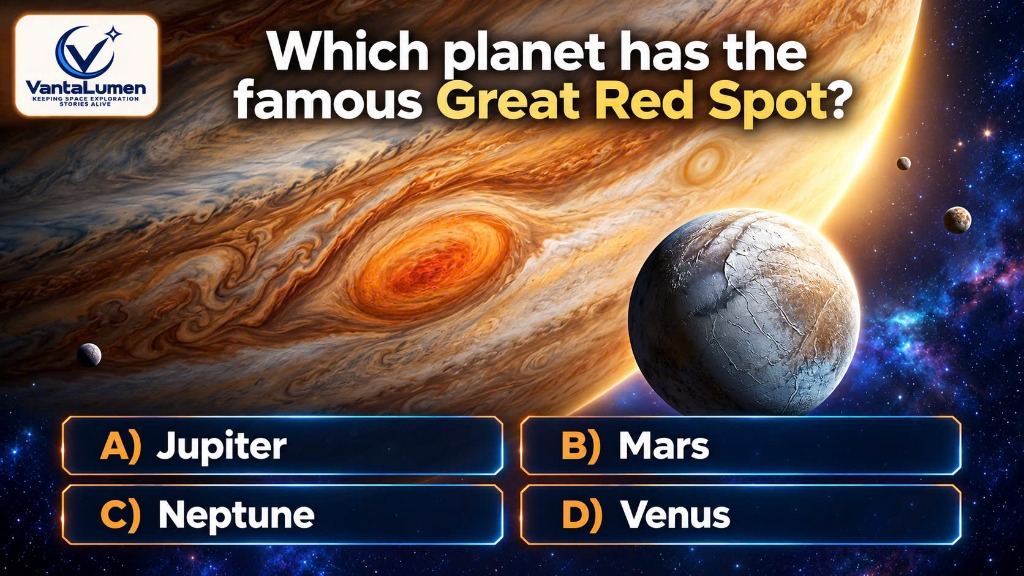 VantaLumen
KEEPING SPACE EXPLORATION
STORIES ALIVE
Which planet has the
famous Great Red Spot?
A) Jupiter
B) Mars
C) Neptune
D) Venus